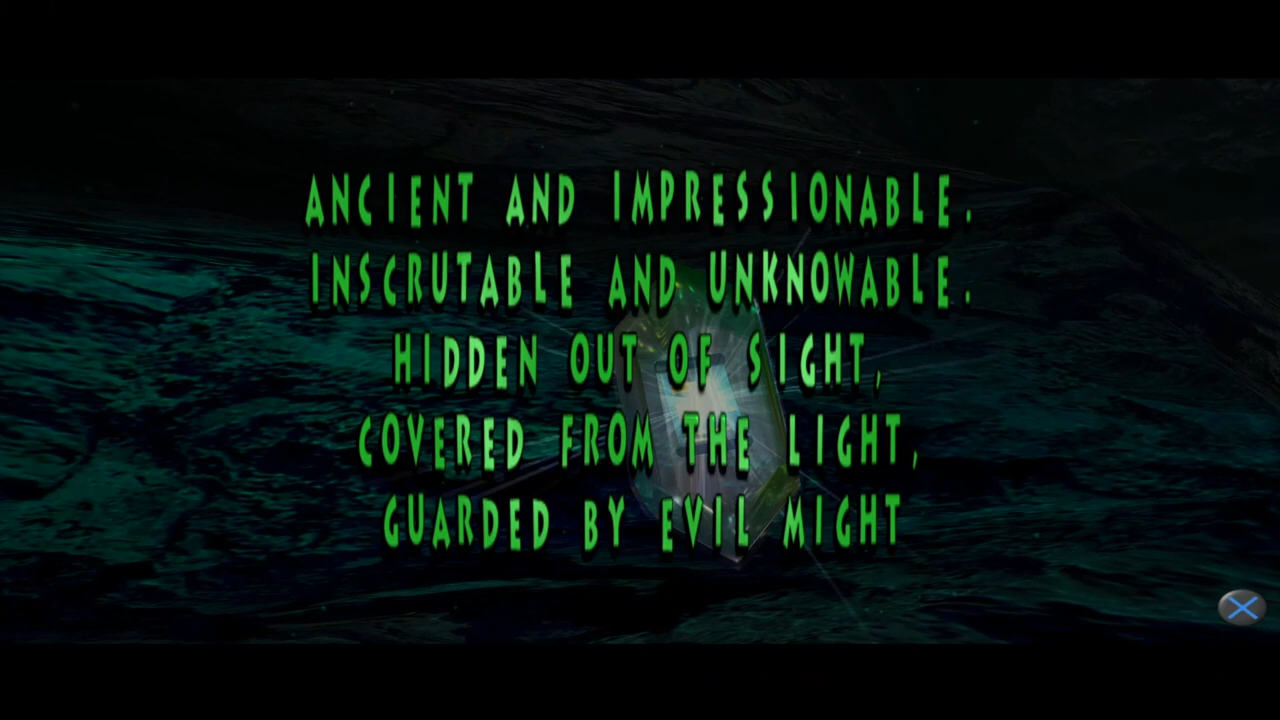 ANCIENT AND IMPRESSIONABLE.
INSCRUTABLE AND UNKNOWABLE.
HIDDEN OUT OF SIGHT,
COVERED FROM THE LIGHT,
GUARDED BY EVIL MIGHT